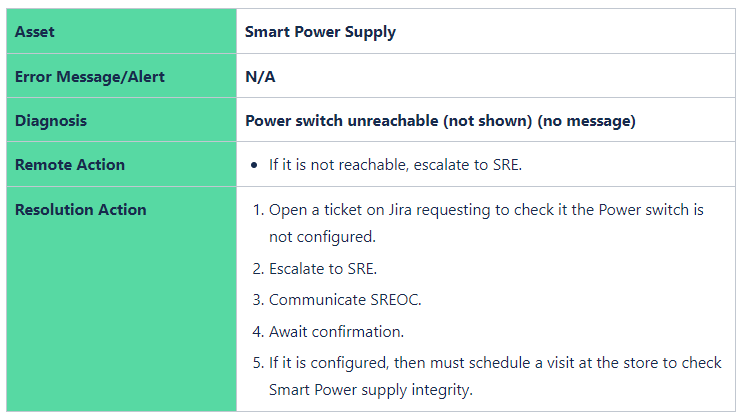 Asset Smart Power Supply
Error Message/Alert N/A
Diagnosis Power switch unreachable (not shown) (no message)
Remote Action • If it is not reachable, escalate to SRE.
Resolution Action 1. Open a ticket on Jira requesting to check it the Power switch is
not configured.
2. Escalate to SRE.
3. Communicate SREOC.
4. Await confirmation.
5. If it is configured, then must schedule a visit at the store to check
Smart Power supply integrity.